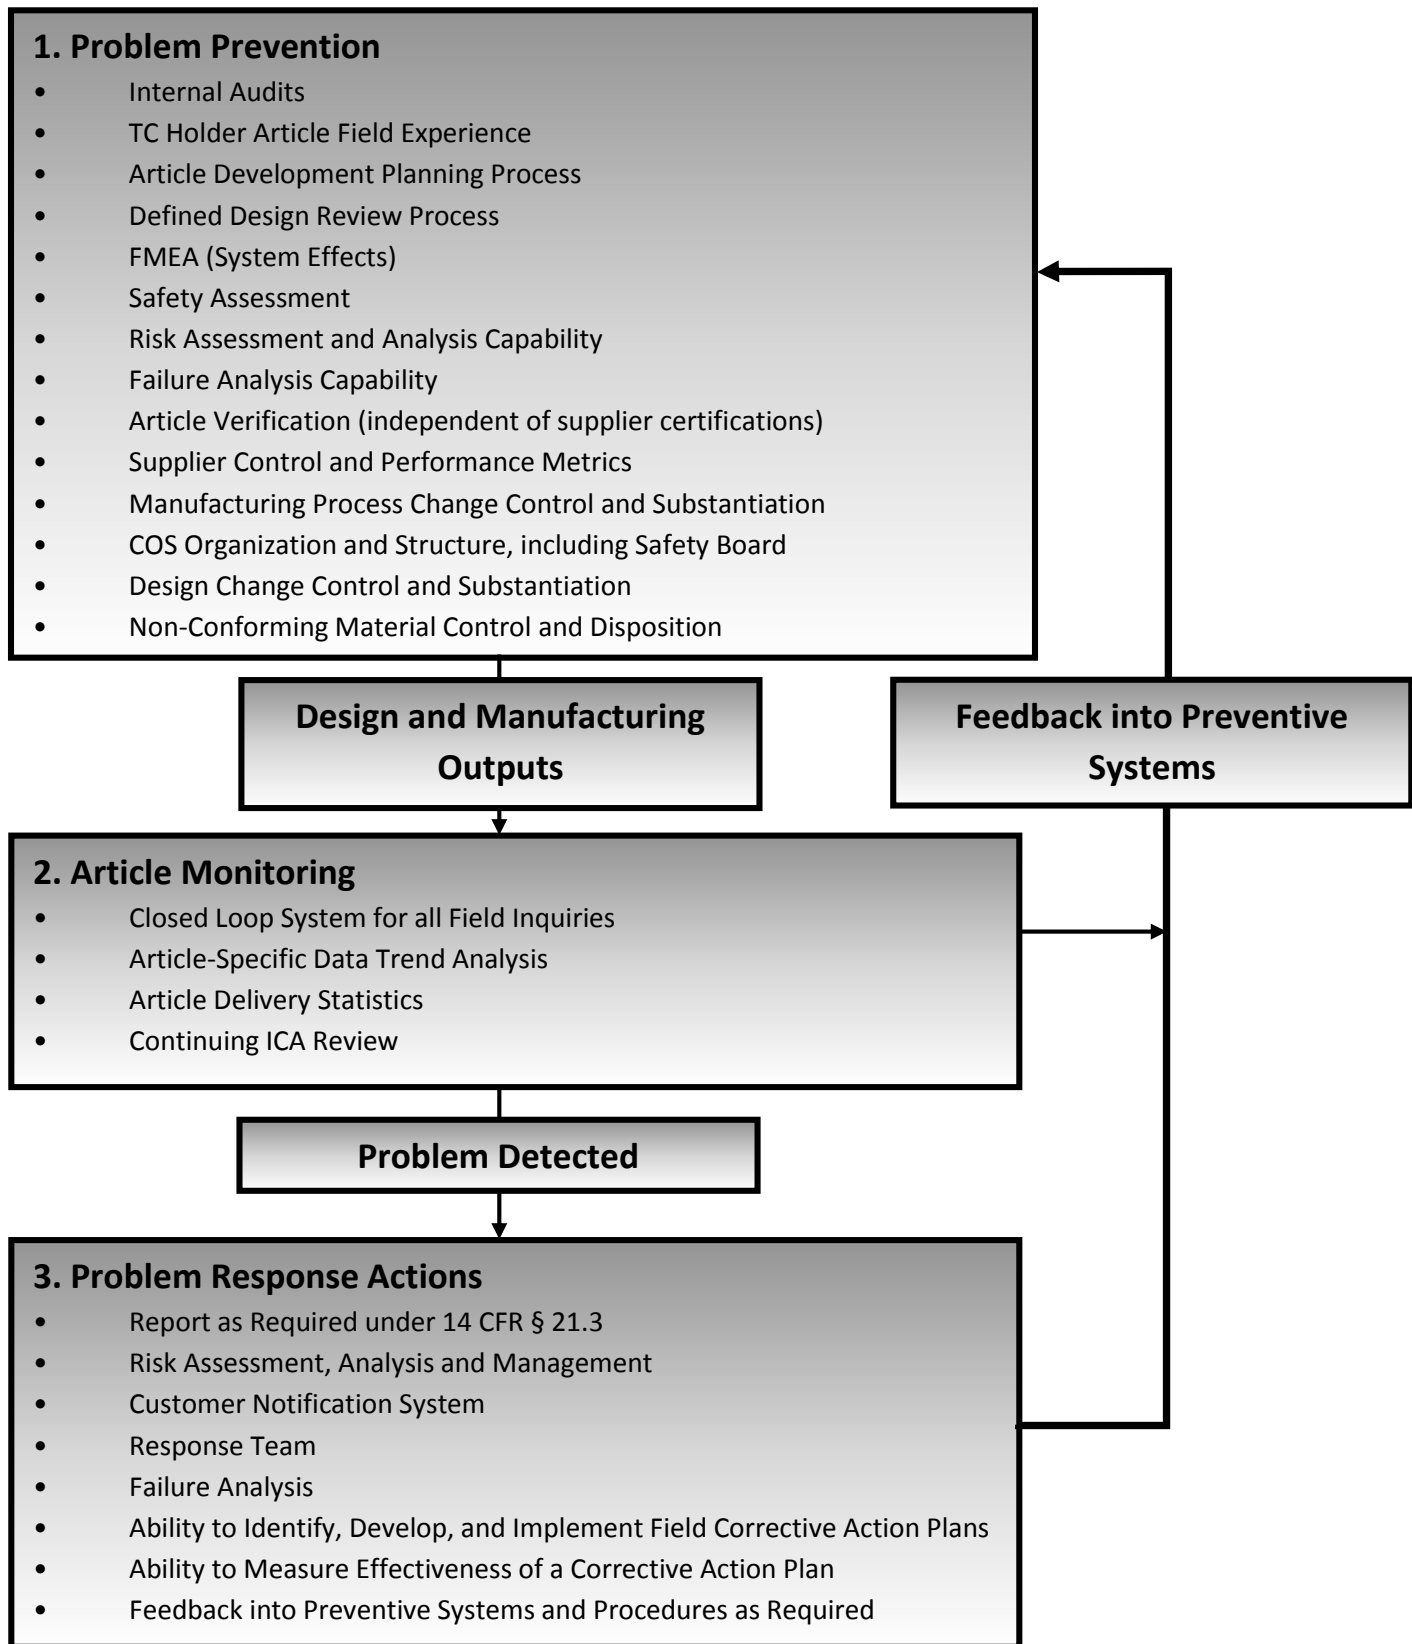 1. Problem Prevention
• Internal Audits
• TC Holder Article Field Experience
• Article Development Planning Process
• Defined Design Review Process
• FMEA (System Effects)
• Safety Assessment
• Risk Assessment and Analysis Capability
• Failure Analysis Capability
• Article Verification (independent of supplier certifications)
• Supplier Control and Performance Metrics
• Manufacturing Process Change Control and Substantiation
• COS Organization and Structure, including Safety Board
• Design Change Control and Substantiation
• Non-Conforming Material Control and Disposition
Design and Manufacturing
Outputs
Feedback into Preventive
Systems
2. Article Monitoring
• Closed Loop System for all Field Inquiries
• Article-Specific Data Trend Analysis
• Article Delivery Statistics
• Continuing ICA Review
Problem Detected
3. Problem Response Actions
• Report as Required under 14 CFR § 21.3
• Risk Assessment, Analysis and Management
• Customer Notification System
• Response Team
• Failure Analysis
• Ability to Identify, Develop, and Implement Field Corrective Action Plans
• Ability to Measure Effectiveness of a Corrective Action Plan
• Feedback into Preventive Systems and Procedures as Required